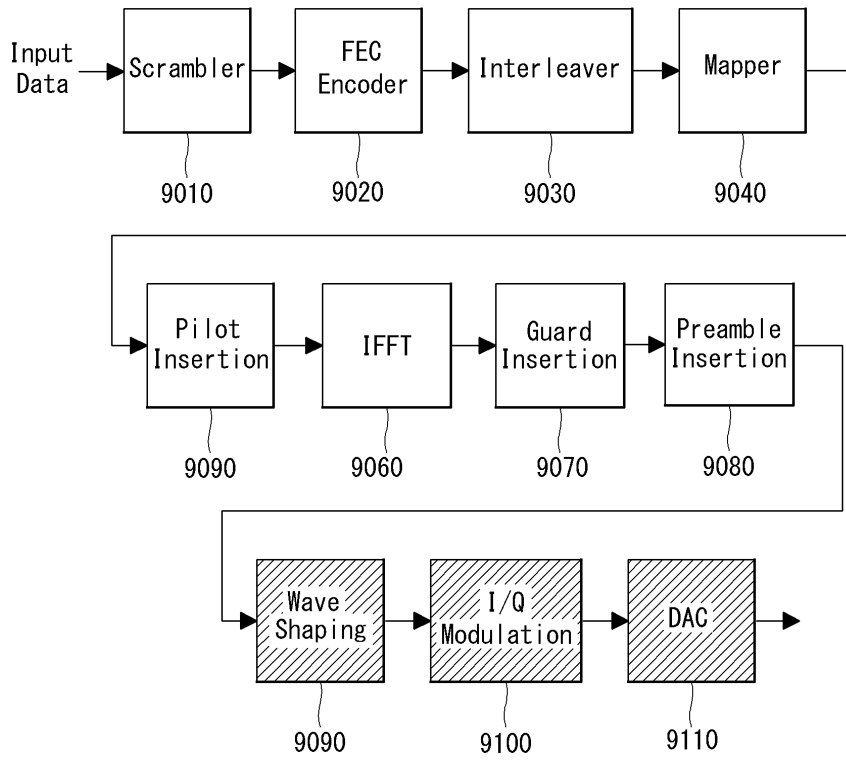 Input
Data
Scrambler
FEC
Encoder
Interleaver
Mapper
9010
9020
9030
9040
Pilot
Insertion
IFFT
Guard
Insertion
Preamble
Insertion
9090
9060
9070
9080
Wave
Shaping
I/Q
Modulation
DAC
9090
9100
9110